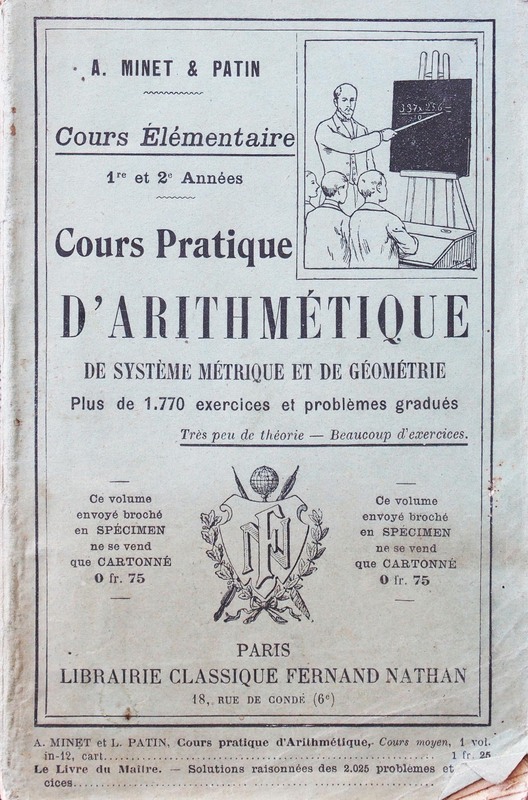 A. MINET & PATIN
337 x 256 =
Cours Élémentaire
1re et 2e Années
Cours Pratique
D'ARITHMÉTIQUE
DE SYSTÈME MÉTRIQUE ET DE GÉOMÉTRIE
Plus de 1.770 exercices et problèmes gradués
Très peu de théorie — Beaucoup d'exercices.
Ce volume
envoyé broché
en SPÉCIMEN
ne se vend
que CARTONNÉ
0 fr. 75
FN
Ce volume
envoyé broché
en SPÉCIMEN
ne se vend
que CARTONNÉ
0 fr. 75
PARIS
LIBRAIRIE CLASSIQUE FERNAND NATHAN
18, RUE DE CONDÉ (6e)
A. MINET et L. PATIN, Cours pratique d'Arithmétique, Cours moyen, 1 vol.
in-12, cart. 1 fr. 25
Le Livre du Maître. — Solutions raisonnées des 2.025 problèmes et
cices